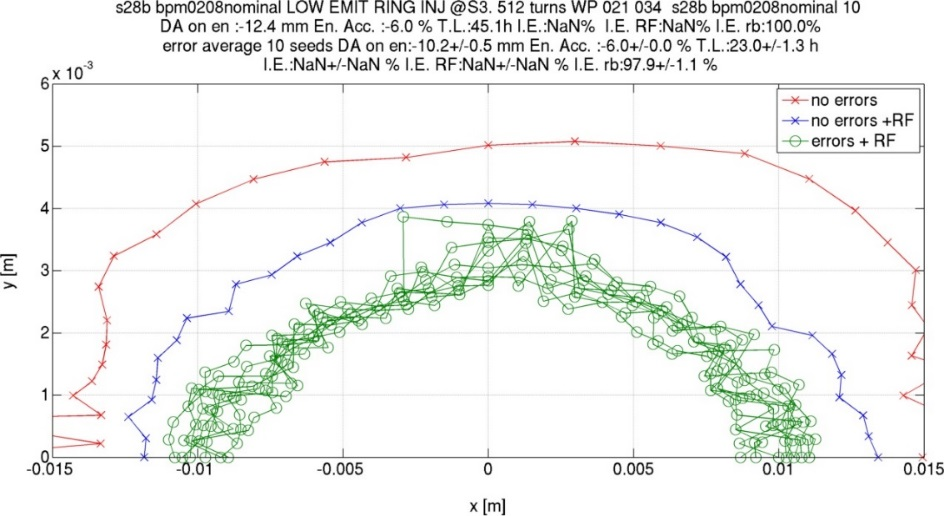 s28b bpm0208nominal LOW EMIT RING INJ @S3. 512 turns WP 021 034  s28b bpm0208nominal 10
DA on en :-12.4 mm En. Acc. :-6.0 % T.L.:45.1h I.E.:NaN%  I.E. RF:NaN% I.E. rb:100.0%
error average 10 seeds DA on en:-10.2+/-0.5 mm En. Acc. :-6.0+/-0.0 % T.L.:23.0+/-1.3 h
I.E.:NaN+/-NaN % I.E. RF:NaN+/-NaN % I.E. rb:97.9+/-1.1 %
x 10⁻³
no errors
no errors +RF
errors + RF
6
5
4
3
2
1
0
y [m]
-0.015 -0.01 -0.005 0 0.005 0.01 0.015
x [m]